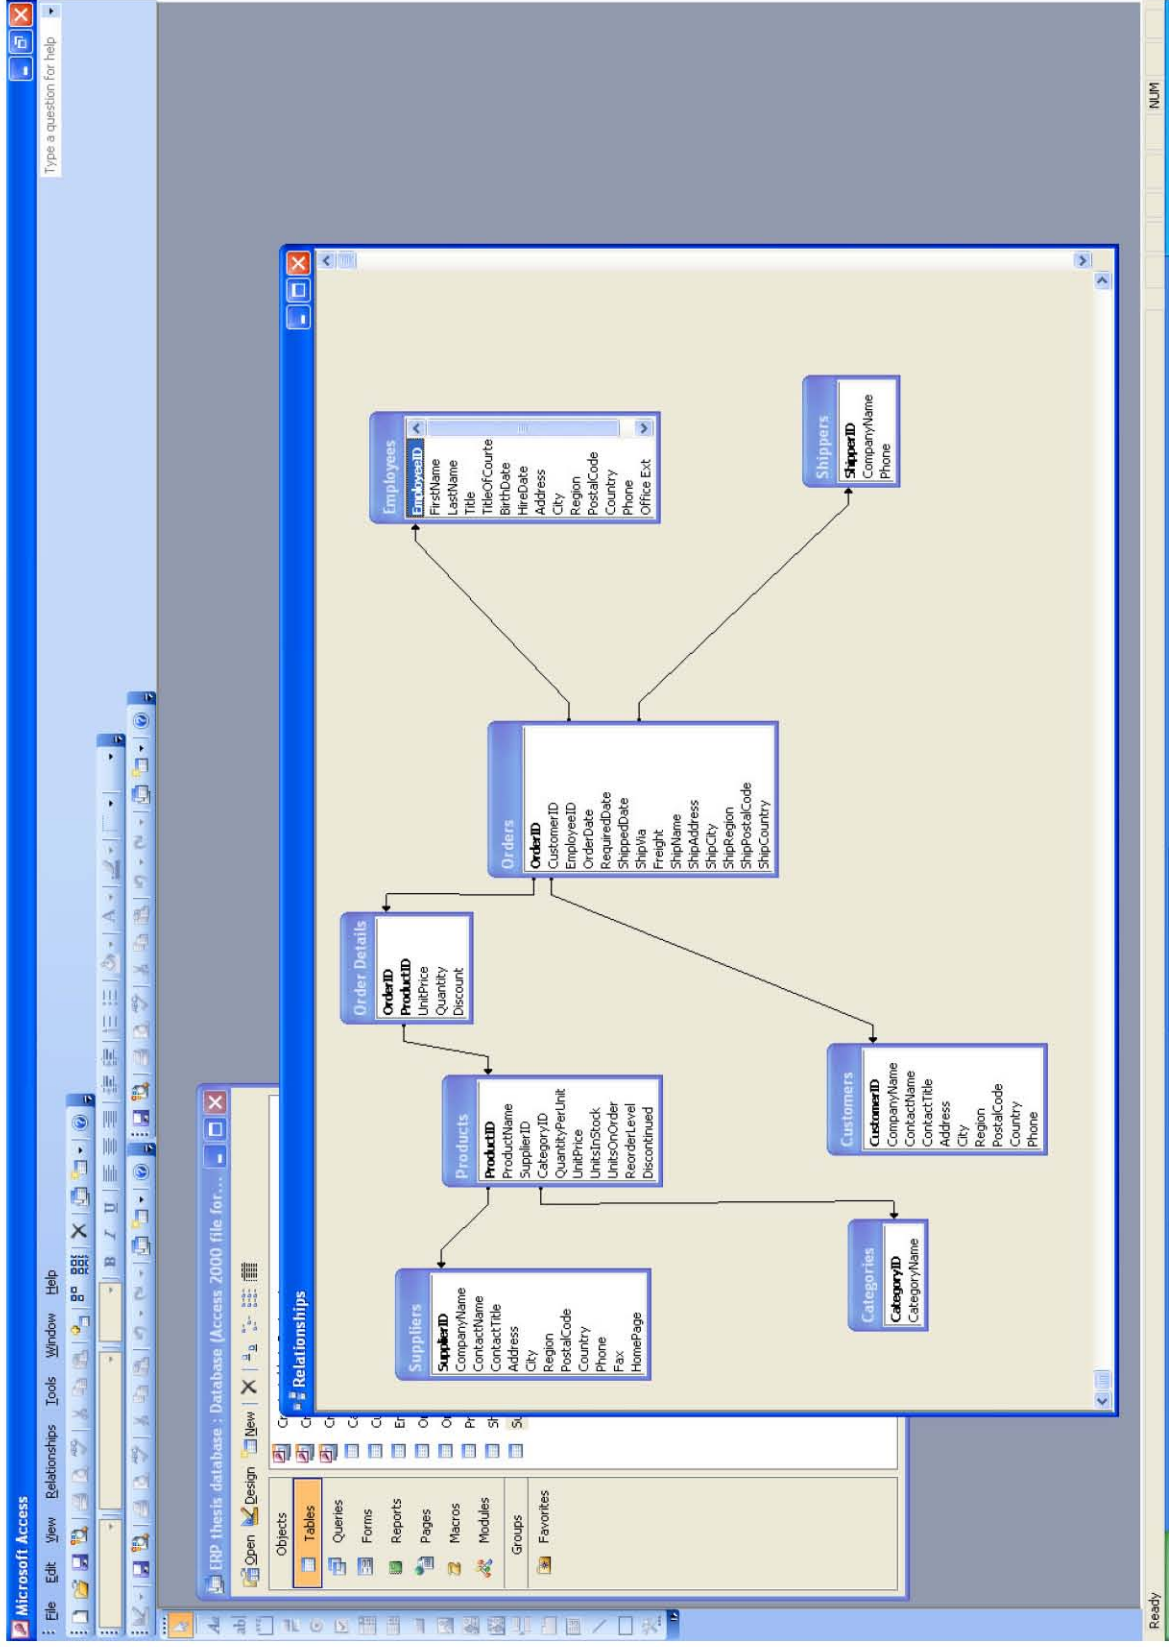 Microsoft Access
File Edit View Relationships Tools Window Help
Type a question for help
B I U
ERP thesis database : Database (Access 2000 file for...
Open Design New
Objects
Tables
Queries
Forms
Reports
Pages
Macros
Modules
Groups
Favorites
Relationships
Suppliers
SupplierID
CompanyName
ContactName
ContactTitle
Address
City
Region
PostalCode
Country
Phone
Fax
HomePage
Products
ProductID
ProductName
SupplierID
CategoryID
QuantityPerUnit
UnitPrice
UnitsInStock
UnitsOnOrder
ReorderLevel
Discontinued
Order Details
OrderID
ProductID
UnitPrice
Quantity
Discount
Orders
OrderID
CustomerID
EmployeeID
OrderDate
RequiredDate
ShippedDate
ShipVia
Freight
ShipName
ShipAddress
ShipCity
ShipRegion
ShipPostalCode
ShipCountry
Employees
EmployeeID
FirstName
LastName
Title
TitleOfCourte
BirthDate
HireDate
Address
City
Region
PostalCode
Country
Phone
Office Ext
Categories
CategoryID
CategoryName
Customers
CustomerID
CompanyName
ContactName
ContactTitle
Address
City
Region
PostalCode
Country
Phone
Shippers
ShipperID
CompanyName
Phone
Ready
NUM